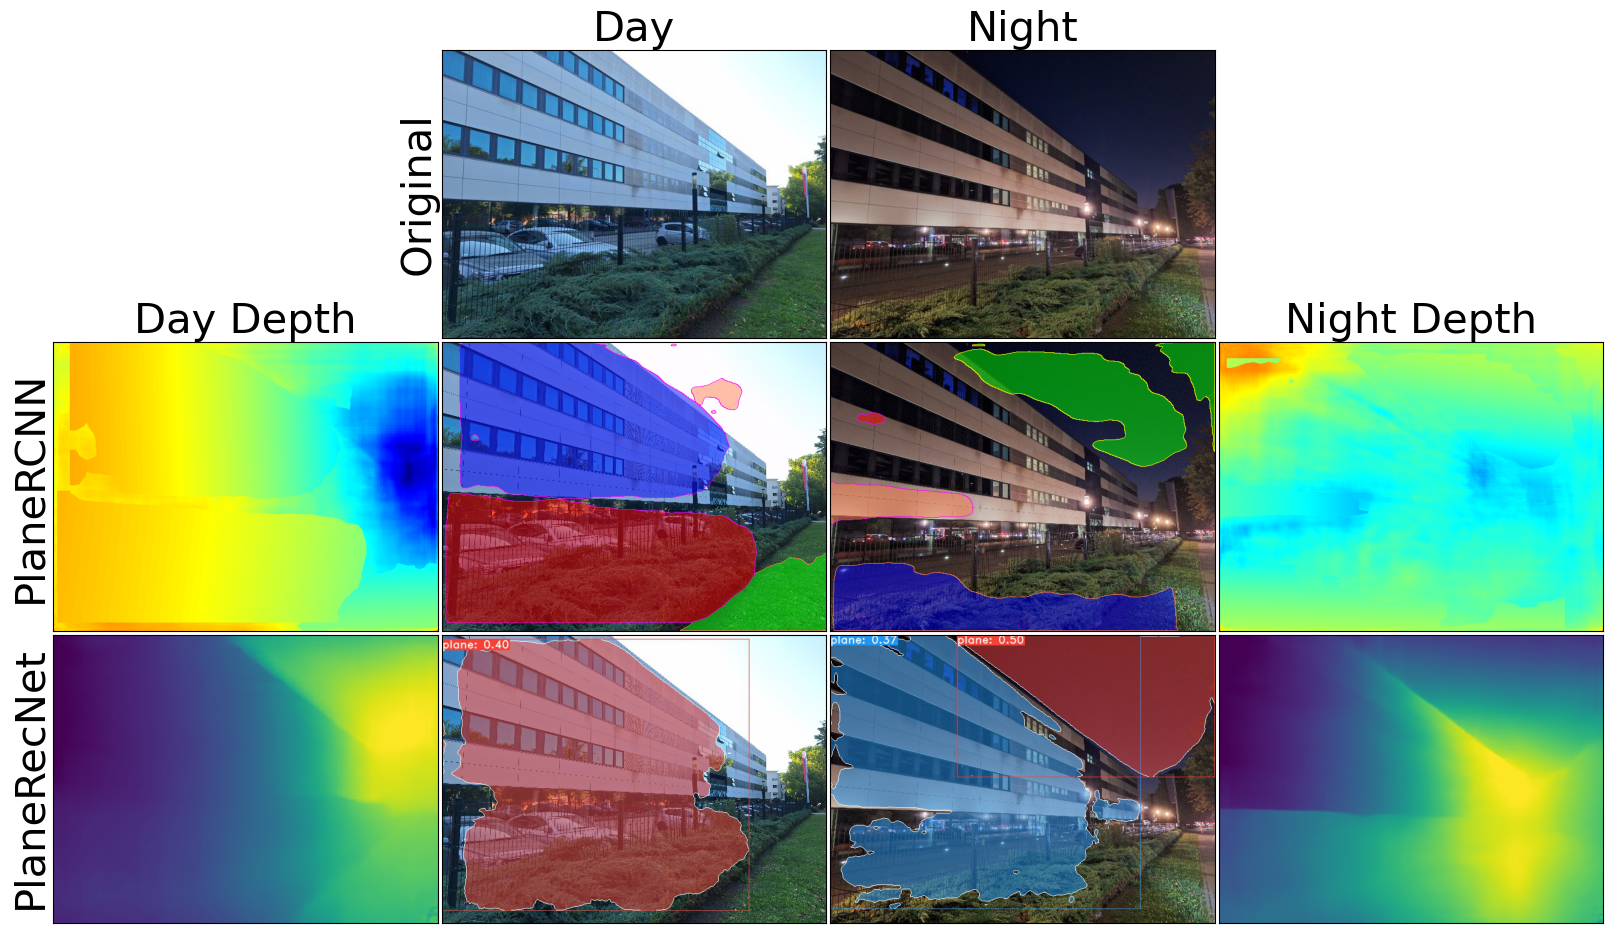 Day
Night
Original
Day Depth
Night Depth
PlaneRCNN
PlaneRecNet
plane: 0.40
plane: 0.37
plane: 0.50